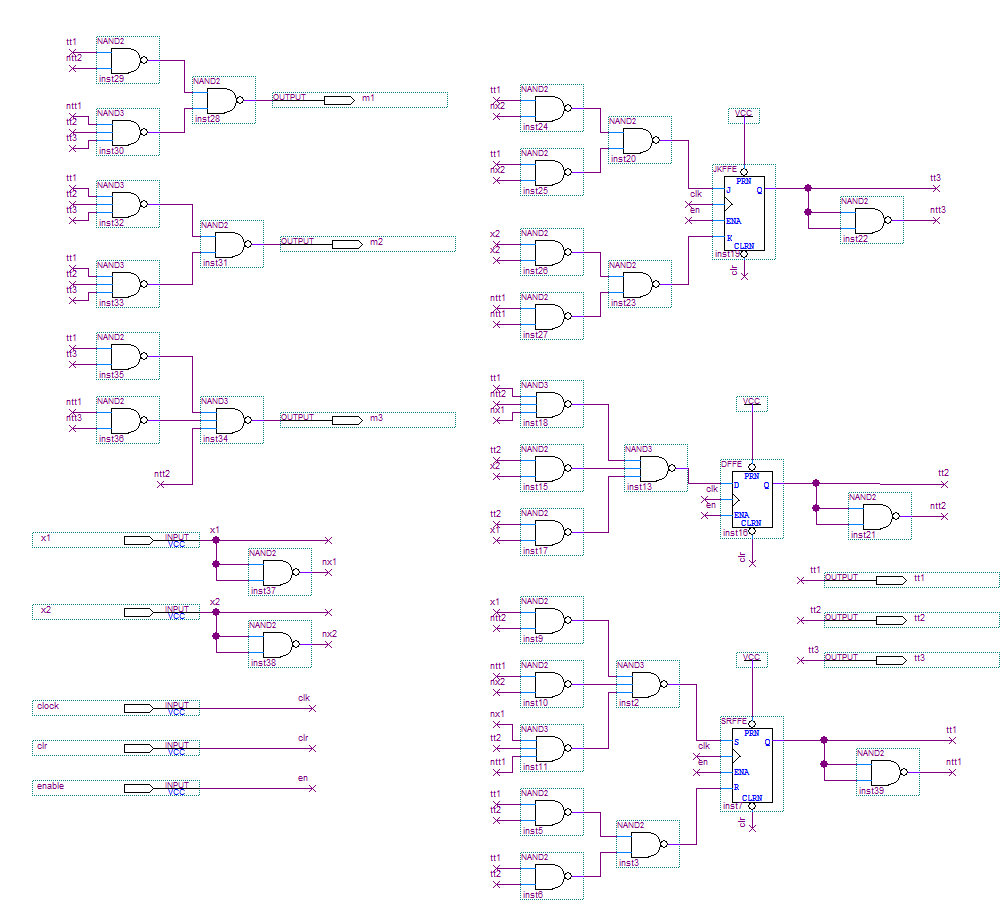 tt1
ntt2
NAND2
inst29
NAND2
inst28
OUTPUT
m1
ntt1
tt2
tt3
NAND3
inst30
tt1
tt2
tt3
NAND3
inst32
NAND2
inst31
OUTPUT
m2
tt1
tt2
tt3
NAND3
inst33
tt1
tt3
NAND2
inst35
ntt1
ntt3
NAND2
inst36
NAND3
inst34
OUTPUT
m3
ntt2
x1
INPUT
VCC
x1
NAND2
inst37
nx1
x2
INPUT
VCC
x2
NAND2
inst38
nx2
clock
INPUT
VCC
clk
clr
INPUT
VCC
clr
enable
INPUT
VCC
en
tt1
nx2
NAND2
inst24
tt1
nx2
NAND2
inst25
NAND2
inst20
x2
x2
NAND2
inst26
ntt1
ntt1
NAND2
inst27
NAND2
inst23
VCC
JKFFE
PRN
J
Q
clk
en
ENA
K
CLRN
inst19
clr
tt3
NAND2
inst22
ntt3
tt1
ntt2
nx1
NAND3
inst18
tt2
x2
NAND2
inst15
tt2
x1
NAND2
inst17
NAND3
inst13
VCC
DFFE
PRN
D
Q
clk
en
ENA
CLRN
inst16
clr
tt2
NAND2
inst21
ntt2
tt1
OUTPUT
tt1
tt2
OUTPUT
tt2
tt3
OUTPUT
tt3
x1
ntt2
NAND2
inst9
ntt1
nx2
NAND2
inst10
nx1
tt2
ntt1
NAND3
inst11
NAND3
inst2
tt1
tt2
NAND2
inst5
tt1
tt2
NAND2
inst6
NAND2
inst3
VCC
SRFFE
PRN
S
Q
clk
en
ENA
R
CLRN
inst7
clr
tt1
NAND2
inst39
ntt1